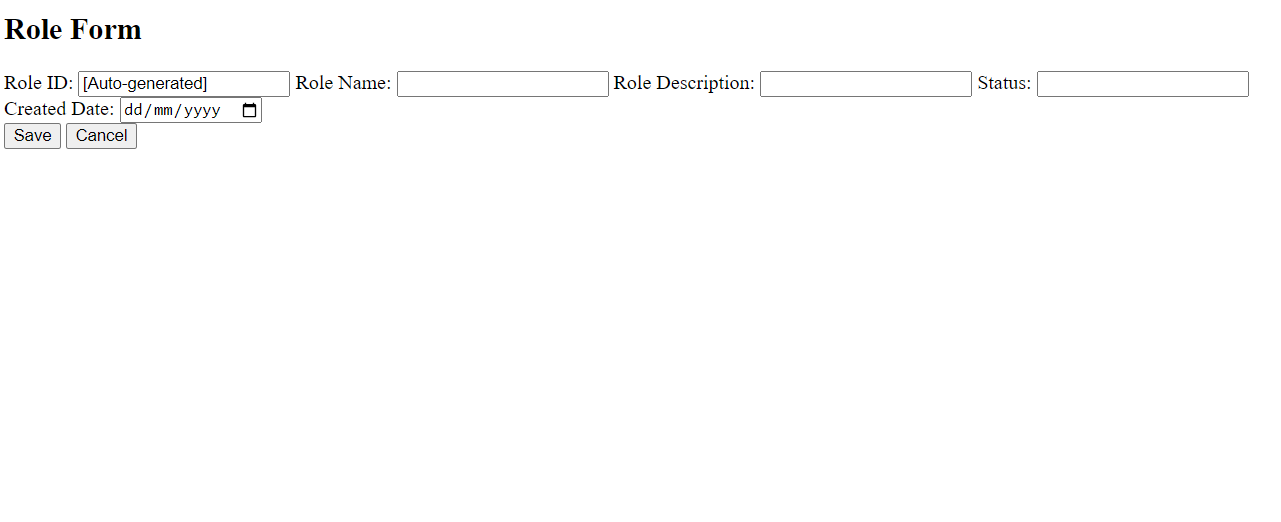 Role Form
Role ID: [Auto-generated] Role Name: Role Description: Status:
Created Date: dd/mm/yyyy
Save Cancel